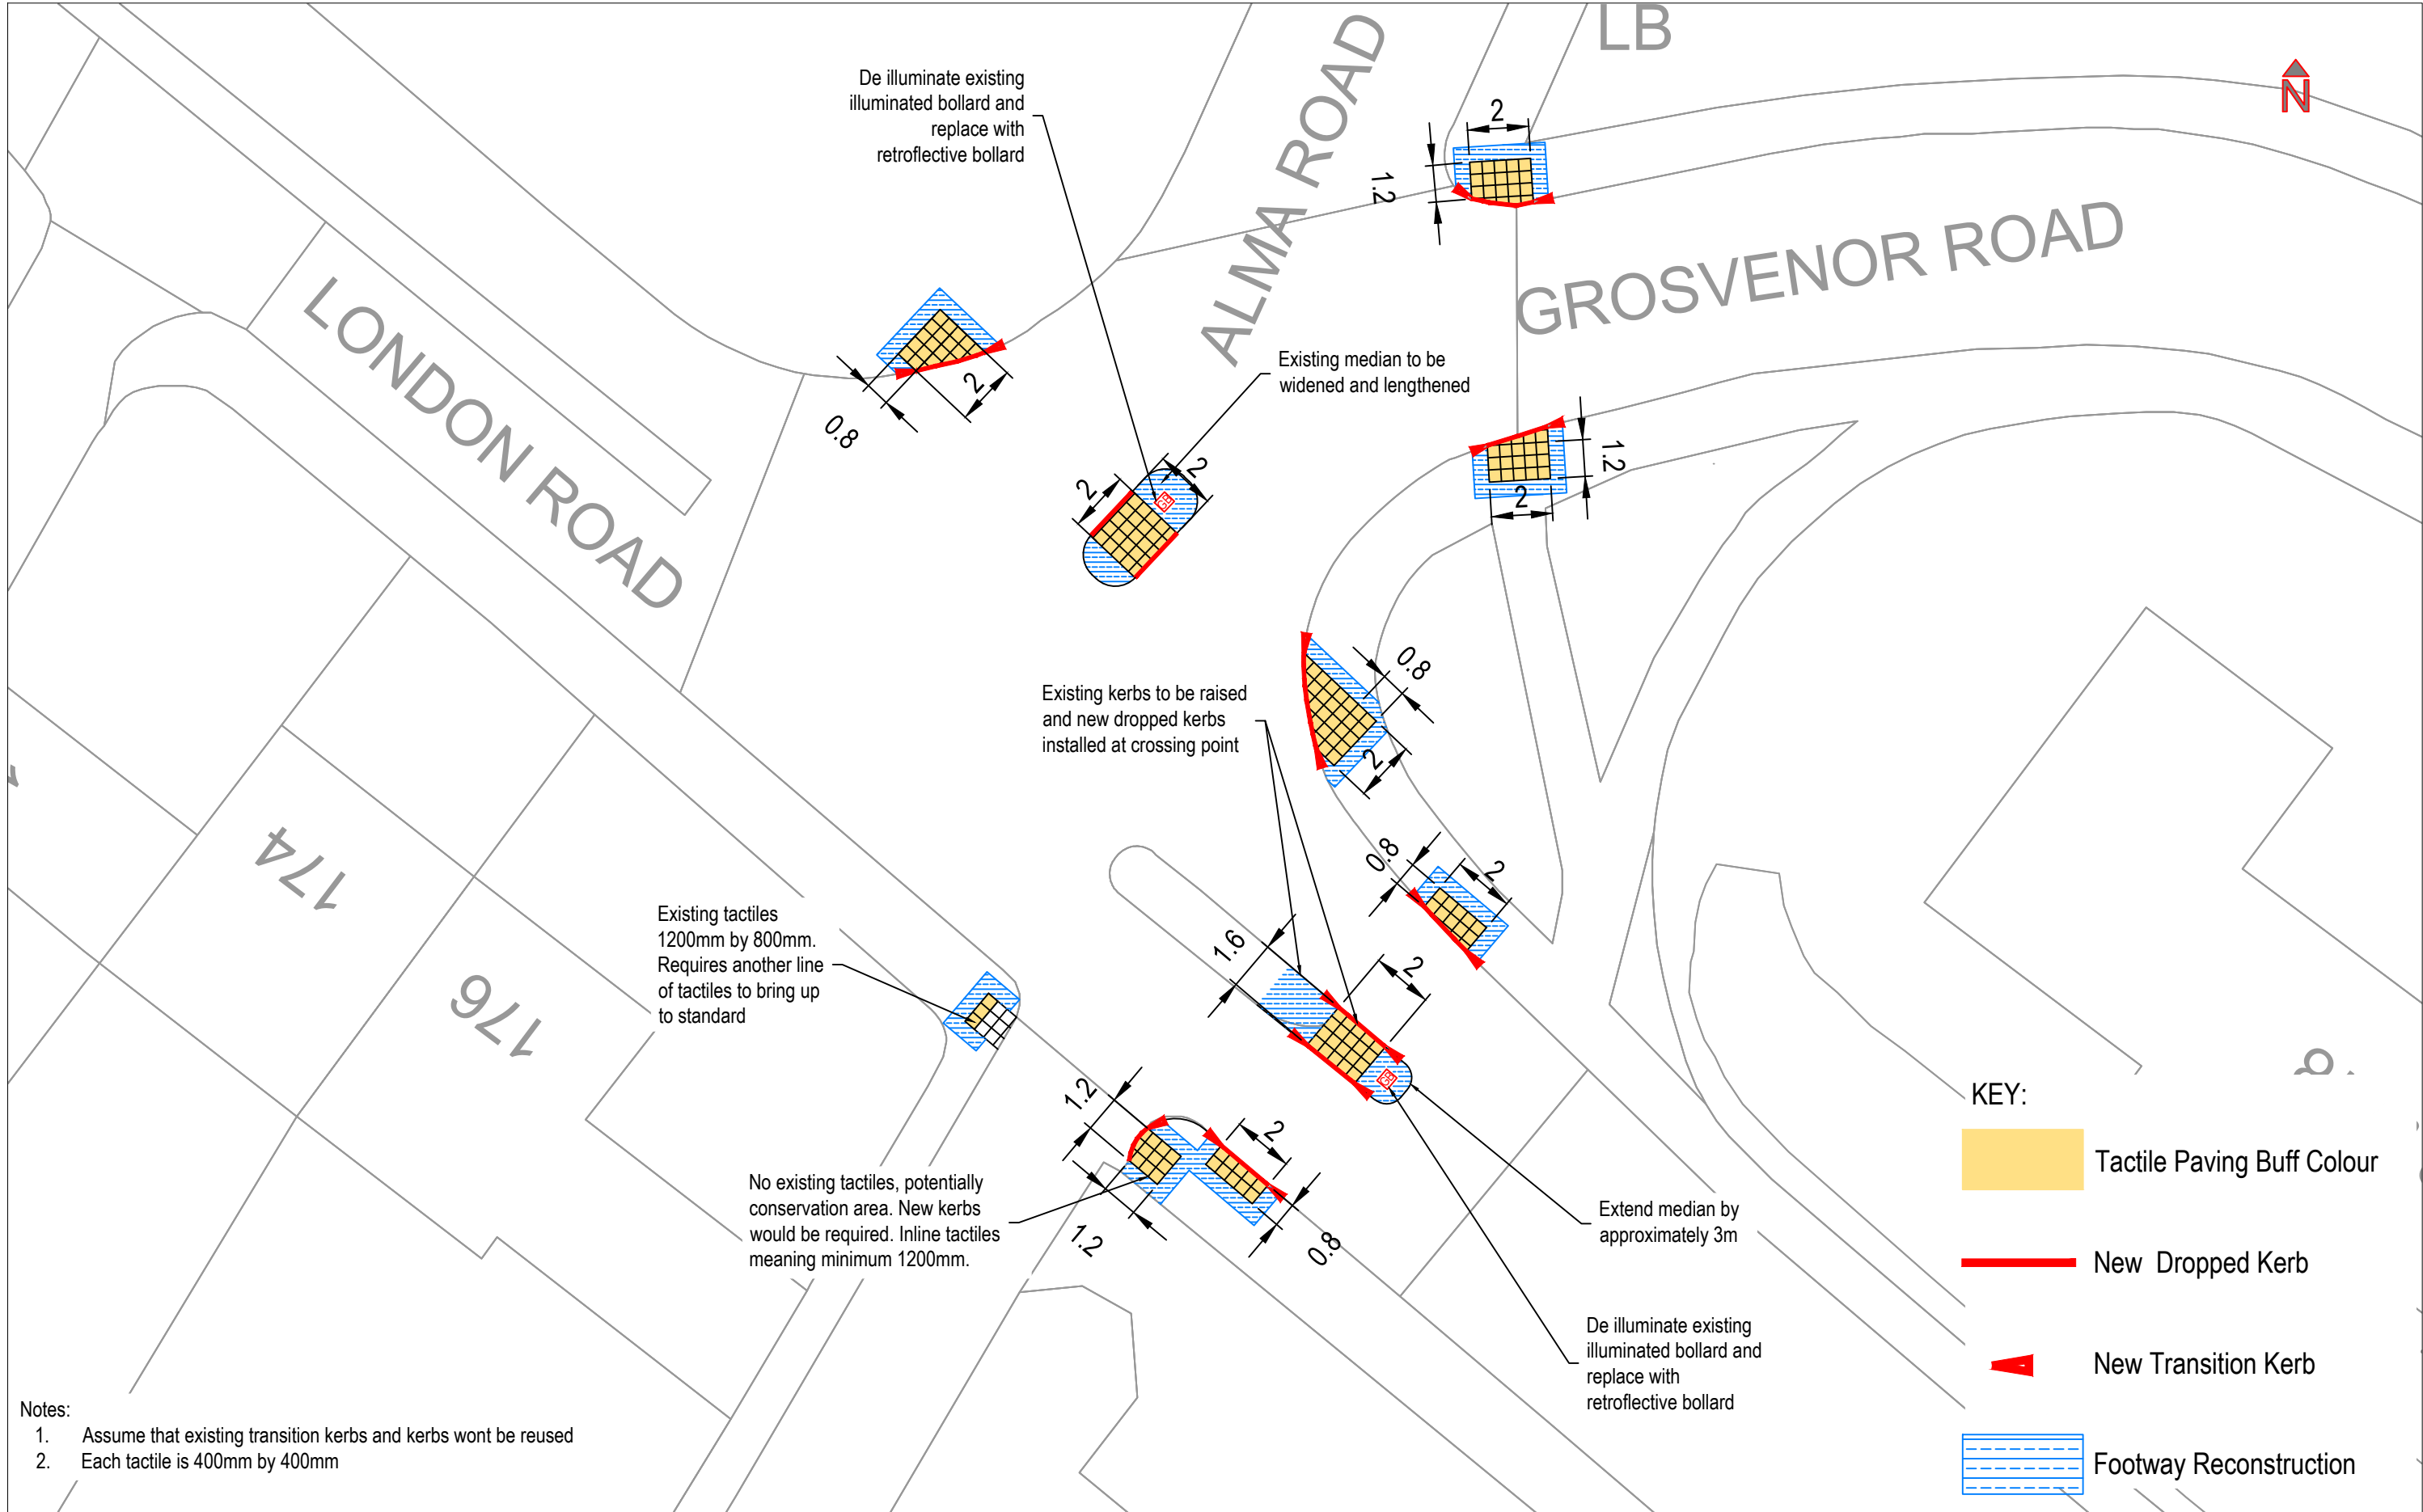 LB
N
De illuminate existing
illuminated bollard and
replace with
retroflective bollard
ALMA ROAD
2
1.2
GROSVENOR ROAD
LONDON ROAD
2
0.8
Existing median to be
widened and lengthened
2
2
GB
1.2
2
0.8
2
Existing kerbs to be raised
and new dropped kerbs
installed at crossing point
174
176
0.8
2
Existing tactiles
1200mm by 800mm.
Requires another line
of tactiles to bring up
to standard
1.6
2
GB
1.2
2
1.2
0.8
No existing tactiles, potentially
conservation area. New kerbs
would be required. Inline tactiles
meaning minimum 1200mm.
Extend median by
approximately 3m
De illuminate existing
illuminated bollard and
replace with
retroflective bollard
KEY:
Tactile Paving Buff Colour
New Dropped Kerb
New Transition Kerb
Footway Reconstruction
Notes:
1. Assume that existing transition kerbs and kerbs wont be reused
2. Each tactile is 400mm by 400mm